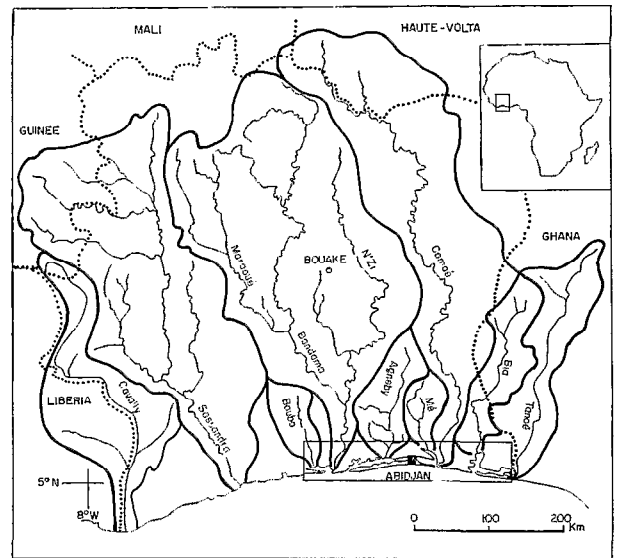 MALI
HAUTE-VOLTA
GUINEE
GHANA
BOUAKE
Maraoué
N'Zi
Comoé
Bandama
Agneby
Bia
Mé
Tanoé
Boubo
LIBERIA
Cavally
Sassandra
ABIDJAN
5° N
8° W
0 100 200
Km